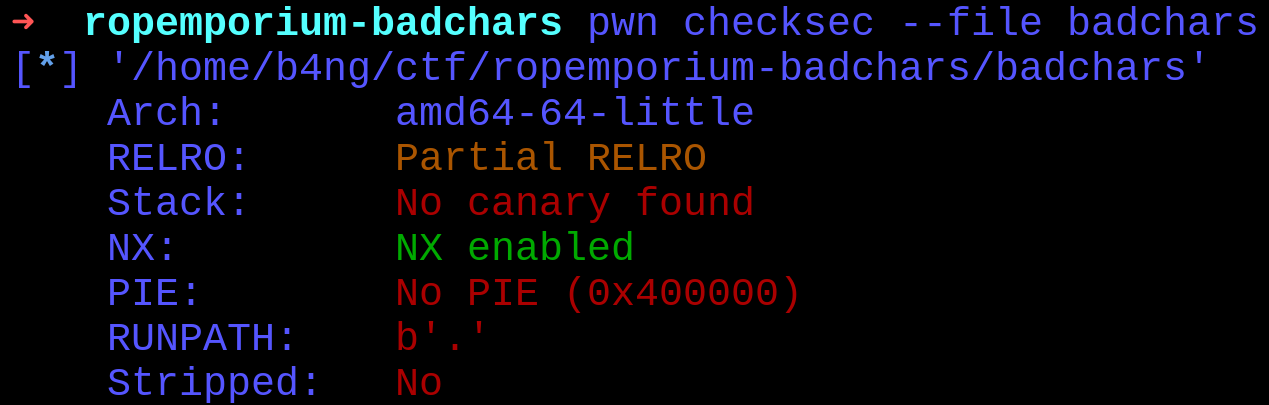 ➜  ropemporium-badchars pwn checksec --file badchars
[*] '/home/b4ng/ctf/ropemporium-badchars/badchars'
    Arch:       amd64-64-little
    RELRO:      Partial RELRO
    Stack:      No canary found
    NX:         NX enabled
    PIE:        No PIE (0x400000)
    RUNPATH:    b'.'
    Stripped:   No